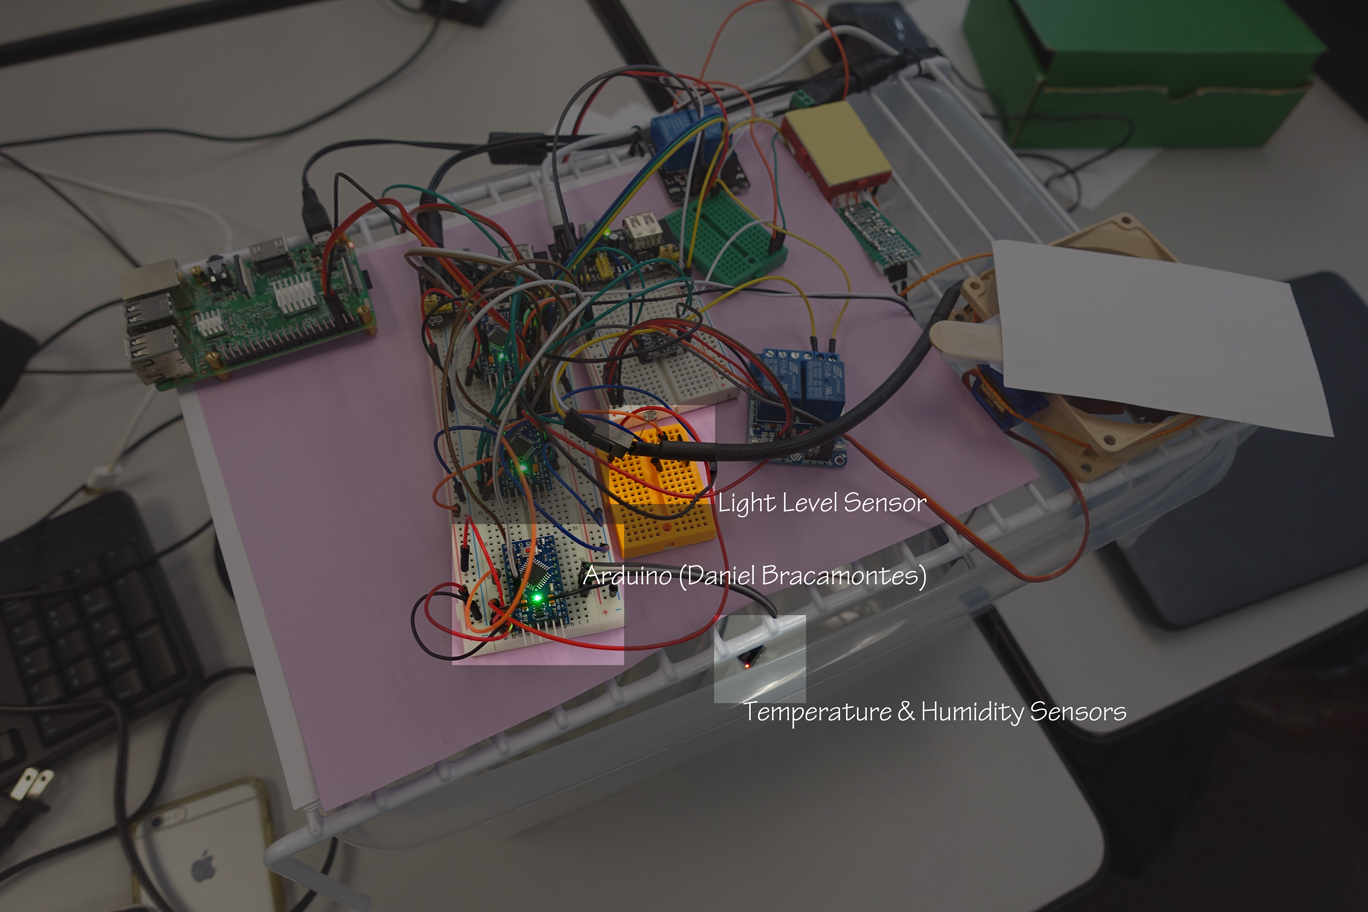 Light Level Sensor
Arduino (Daniel Bracamontes)
Temperature & Humidity Sensors